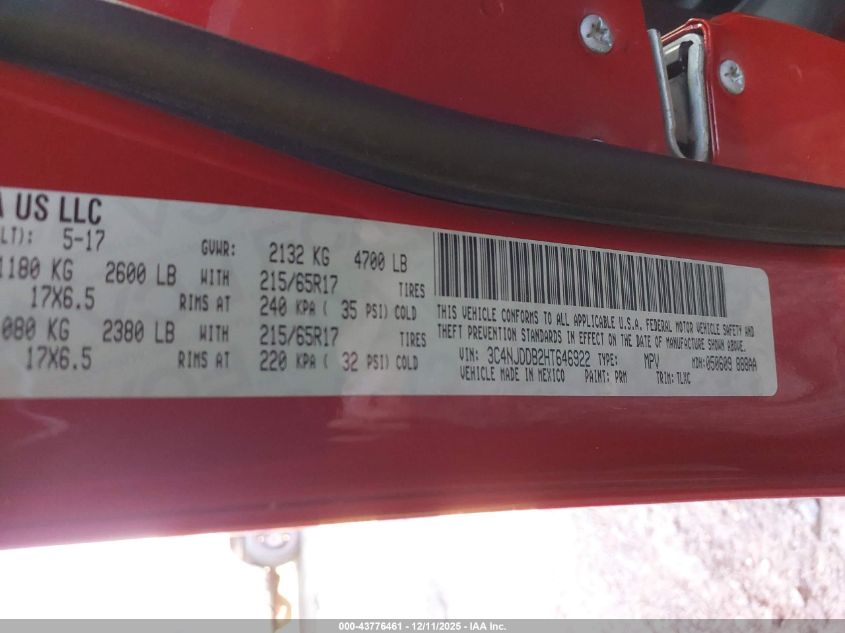 A US LLC
LT): 5-17 GVWR: 2132 KG 4700 LB
1180 KG 2600 LB WITH 215/65R17 TIRES
17X6.5 RIMS AT 240 KPA ( 35 PSI) COLD
080 KG 2380 LB WITH 215/65R17 TIRES
17X6.5 RIMS AT 220 KPA ( 32 PSI) COLD
THIS VEHICLE CONFORMS TO ALL APPLICABLE U.S.A. FEDERAL MOTOR VEHICLE SAFETY AND
THEFT PREVENTION STANDARDS IN EFFECT ON THE DATE OF MANUFACTURE SHOWN ABOVE.
VIN: 3C4NJDDB2HT646922 TYPE: MPV MDH:050609 888AA
VEHICLE MADE IN MEXICO PAINT: PRM TRIM: TLXC
000-43776461 - 12/11/2025 - IAA Inc.